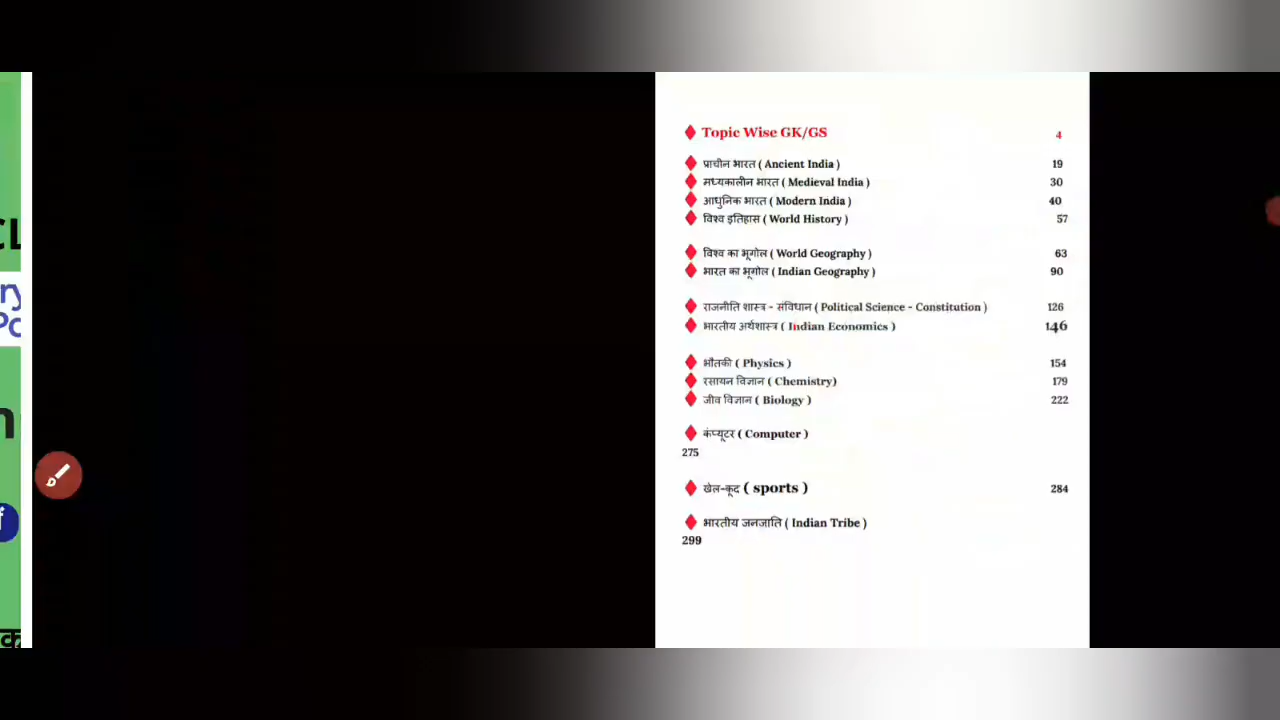 Topic Wise GK/GS 4
प्राचीन भारत ( Ancient India ) 19
मध्यकालीन भारत ( Medieval India ) 30
आधुनिक भारत ( Modern India ) 40
विश्व इतिहास ( World History ) 57
विश्व का भूगोल ( World Geography ) 63
भारत का भूगोल ( Indian Geography ) 90
राजनीति शास्त्र - संविधान ( Political Science - Constitution ) 126
भारतीय अर्थशास्त्र ( Indian Economics ) 146
भौतकी ( Physics ) 154
रसायन विज्ञान ( Chemistry) 179
जीव विज्ञान ( Biology ) 222
कंप्यूटर ( Computer )
275
खेल-कूद ( sports ) 284
भारतीय जनजाति ( Indian Tribe )
299